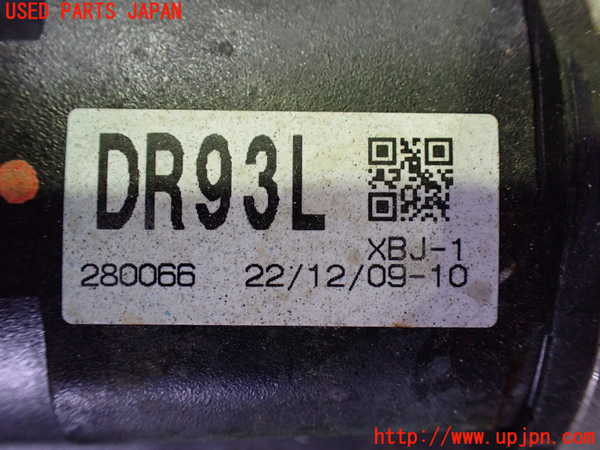 USED PARTS JAPAN
DR93L
XBJ-1
280066 22/12/09-10
http://www.upjpn.com/